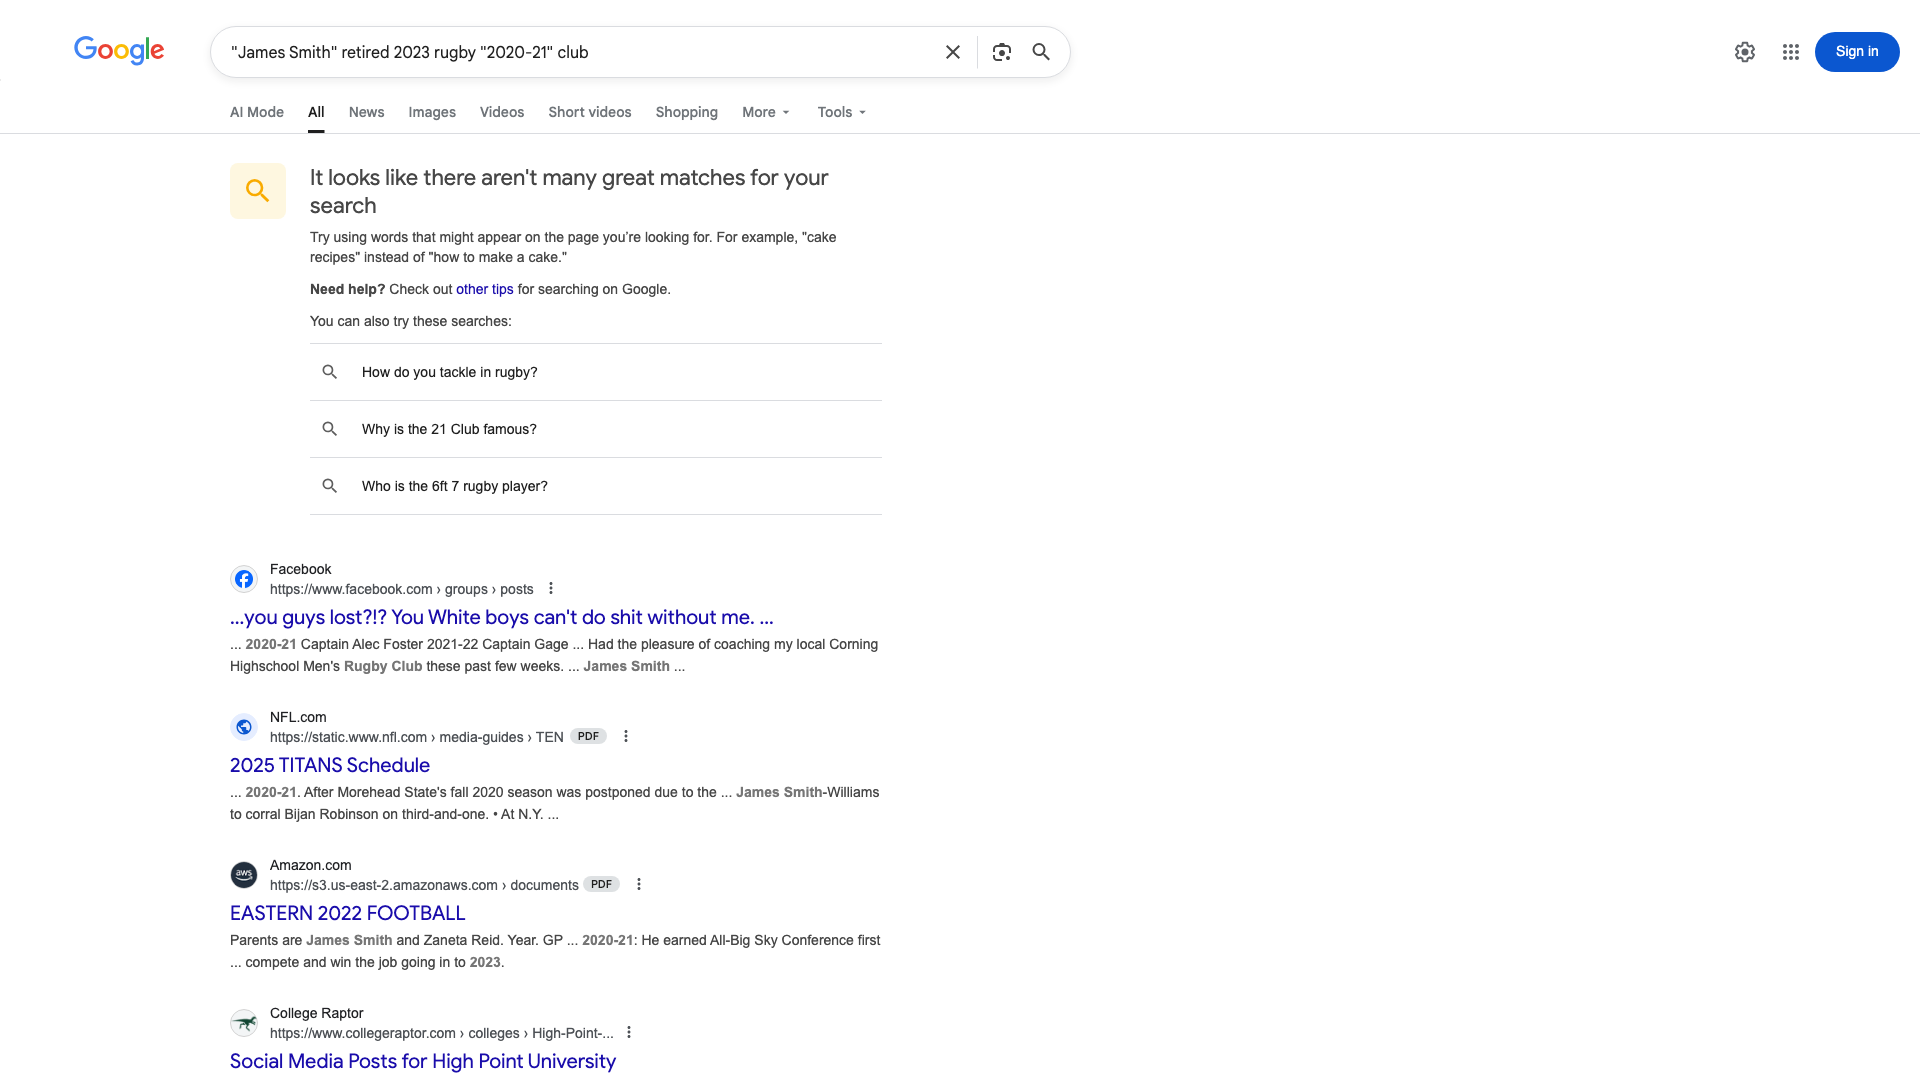 Google
"James Smith" retired 2023 rugby "2020-21" club
Sign in
AI Mode All News Images Videos Short videos Shopping More Tools
It looks like there aren't many great matches for your
search
Try using words that might appear on the page you're looking for. For example, "cake
recipes" instead of "how to make a cake."
Need help? Check out other tips for searching on Google.
You can also try these searches:
How do you tackle in rugby?
Why is the 21 Club famous?
Who is the 6ft 7 rugby player?
Facebook
https://www.facebook.com › groups › posts
...you guys lost?!? You White boys can't do shit without me. ...
... 2020-21 Captain Alec Foster 2021-22 Captain Gage ... Had the pleasure of coaching my local Corning
Highschool Men's Rugby Club these past few weeks. ... James Smith ...
NFL.com
https://static.www.nfl.com › media-guides › TEN PDF
2025 TITANS Schedule
... 2020-21. After Morehead State's fall 2020 season was postponed due to the ... James Smith-Williams
to corral Bijan Robinson on third-and-one. • At N.Y. ...
aws
Amazon.com
https://s3.us-east-2.amazonaws.com › documents PDF
EASTERN 2022 FOOTBALL
Parents are James Smith and Zaneta Reid. Year. GP ... 2020-21: He earned All-Big Sky Conference first
... compete and win the job going in to 2023.
College Raptor
https://www.collegeraptor.com › colleges › High-Point-...
Social Media Posts for High Point University